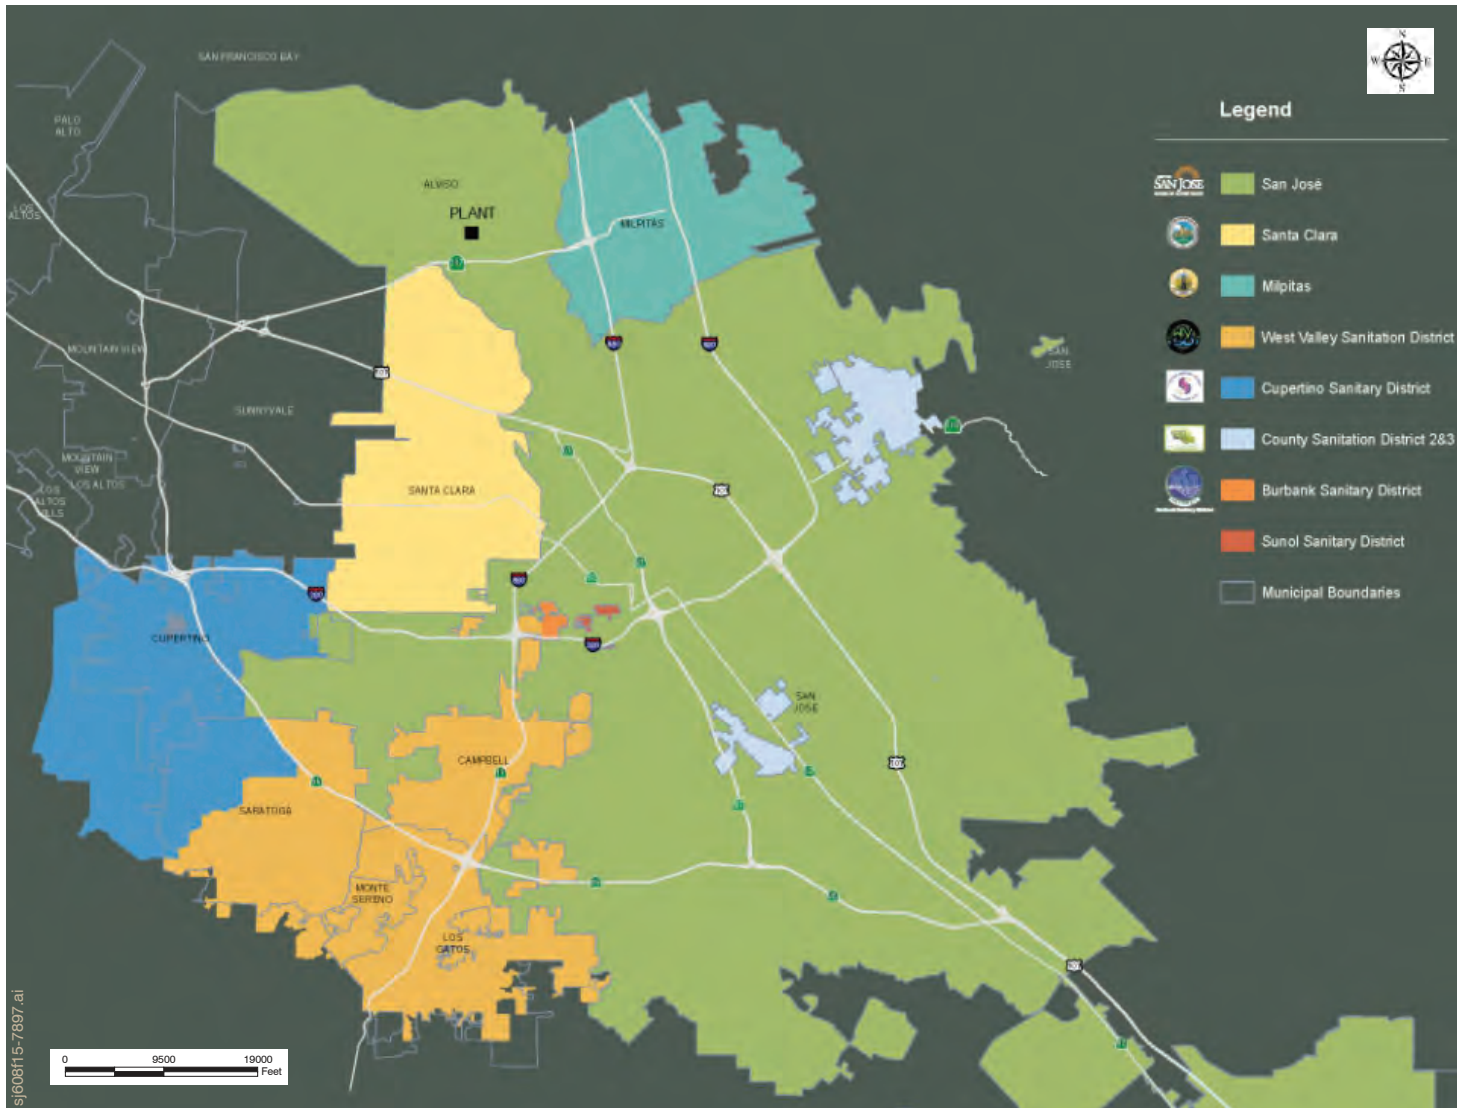 SAN FRANCISCO BAY
N
W E
S
Legend
PALO
ALTO
SAN JOSE
San José
ALVISO
PLANT
LOS
ALTOS
MILPITAS
Santa Clara
Milpitas
West Valley Sanitation District
MOUNTAIN VIEW
SAN
JOSE
Cupertino Sanitary District
SUNNYVALE
County Sanitation District 2&3
MOUNTAIN
VIEW
LOS ALTOS
LOS
ALTOS
HILLS
SANTA CLARA
Burbank Sanitary District
Sunol Sanitary District
Municipal Boundaries
CUPERTINO
SAN
JOSE
101
CAMPBELL
SARATOGA
MONTE
SERENO
LOS
GATOS
sj608f15-7897.ai
0 9500 19000
Feet